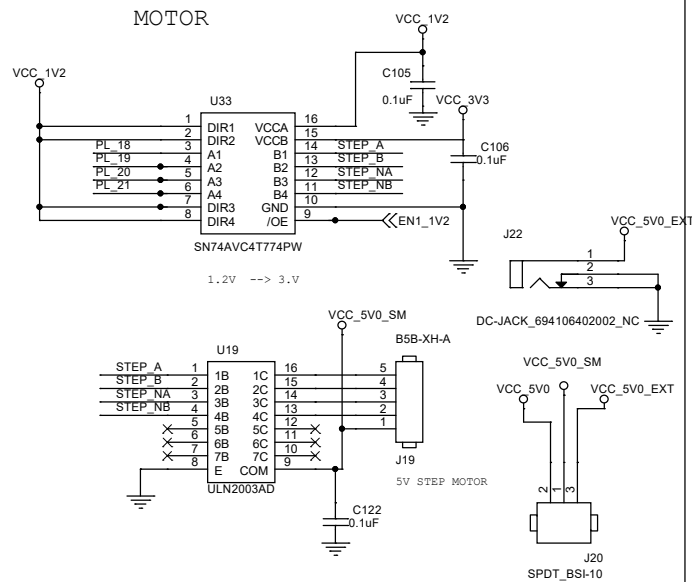 MOTOR
VCC_1V2
VCC_1V2
C105
0.1uF
VCC_3V3
C106
0.1uF
U33
1 DIR1 VCCA 16
2 DIR2 VCCB 15
PL_18 3 A1 B1 14 STEP_A
PL_19 4 A2 B2 13 STEP_B
PL_20 5 A3 B3 12 STEP_NA
PL_21 6 A4 B4 11 STEP_NB
7 DIR3 GND 10
8 DIR4 /OE 9 EN1_1V2
SN74AVC4T774PW
1.2V --> 3.V
J22
VCC_5V0_EXT
1
2
3
DC-JACK_694106402002_NC
VCC_5V0_SM
U19
B5B-XH-A
STEP_A 1 1B 1C 16 5
STEP_B 2 2B 2C 15 4
STEP_NA 3 3B 3C 14 3
STEP_NB 4 4B 4C 13 2
5 5B 5C 12 1
6 6B 6C 11
7 7B 7C 10
8 E COM 9
ULN2003AD
J19
5V STEP MOTOR
C122
0.1uF
VCC_5V0_SM
VCC_5V0 VCC_5V0_EXT
2 1 3
J20
SPDT_BSI-10